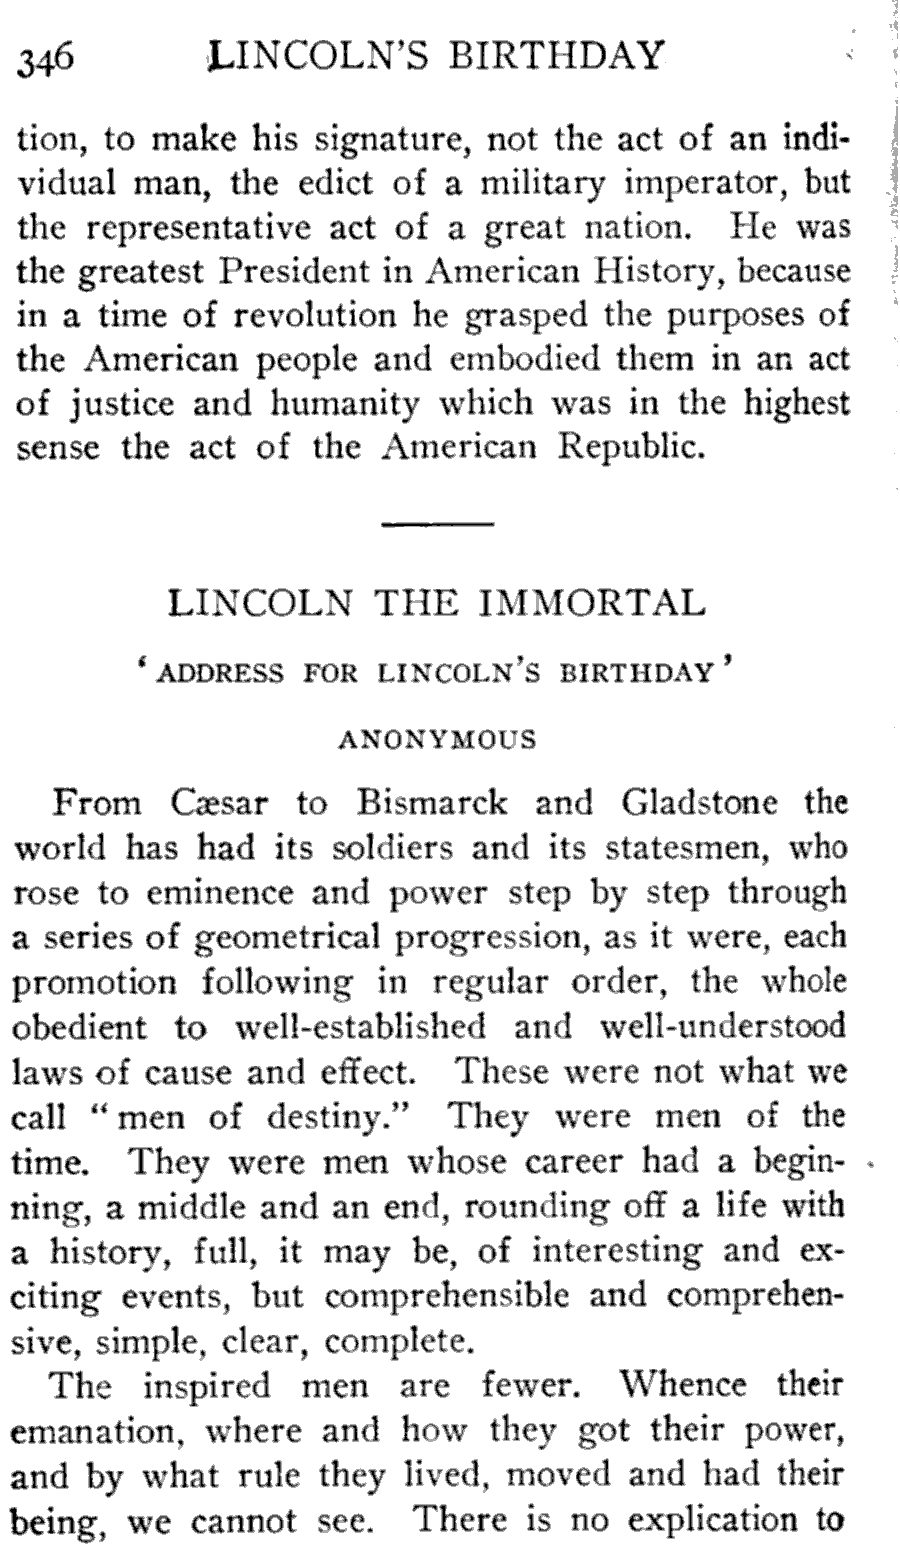 346 LINCOLN'S BIRTHDAY
tion, to make his signature, not the act of an indi-
vidual man, the edict of a military imperator, but
the representative act of a great nation. He was
the greatest President in American History, because
in a time of revolution he grasped the purposes of
the American people and embodied them in an act
of justice and humanity which was in the highest
sense the act of the American Republic.
LINCOLN THE IMMORTAL
‘ADDRESS FOR LINCOLN'S BIRTHDAY’
ANONYMOUS
From Cæsar to Bismarck and Gladstone the
world has had its soldiers and its statesmen, who
rose to eminence and power step by step through
a series of geometrical progression, as it were, each
promotion following in regular order, the whole
obedient to well-established and well-understood
laws of cause and effect. These were not what we
call “men of destiny.” They were men of the
time. They were men whose career had a begin-
ning, a middle and an end, rounding off a life with
a history, full, it may be, of interesting and ex-
citing events, but comprehensible and comprehen-
sive, simple, clear, complete.
The inspired men are fewer. Whence their
emanation, where and how they got their power,
and by what rule they lived, moved and had their
being, we cannot see. There is no explication to